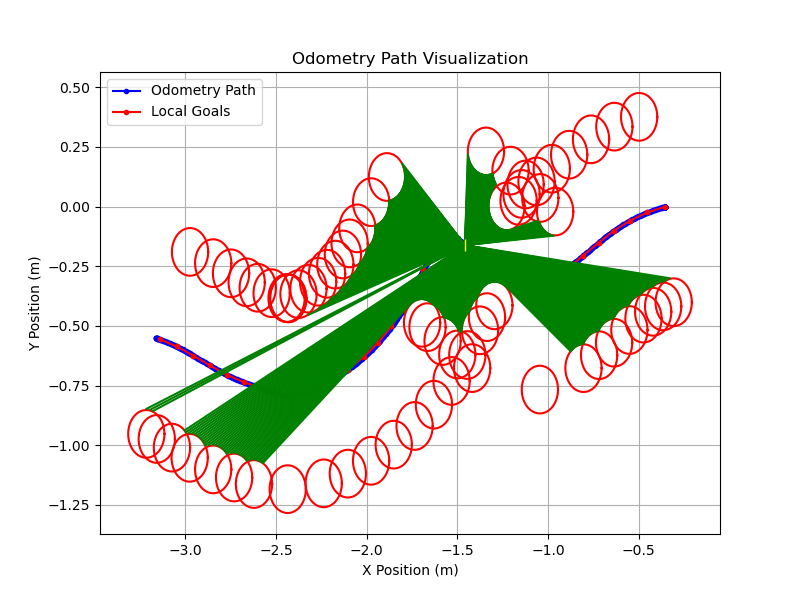 Odometry Path Visualization
Odometry Path
Local Goals
Y Position (m)
0.50
0.25
0.00
−0.25
−0.50
−0.75
−1.00
−1.25
−3.0 −2.5 −2.0 −1.5 −1.0 −0.5
X Position (m)